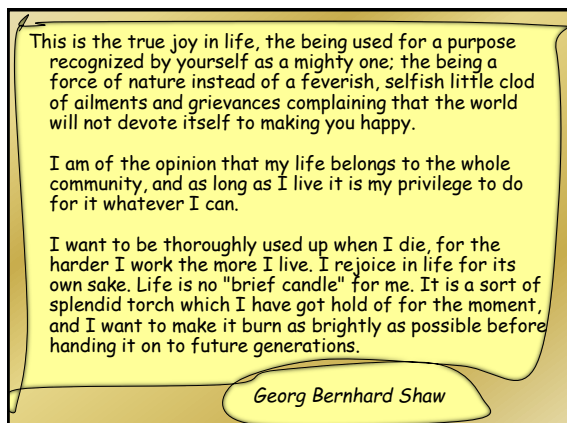 This is the true joy in life, the being used for a purpose
recognized by yourself as a mighty one; the being a
force of nature instead of a feverish, selfish little clod
of ailments and grievances complaining that the world
will not devote itself to making you happy.
I am of the opinion that my life belongs to the whole
community, and as long as I live it is my privilege to do
for it whatever I can.
I want to be thoroughly used up when I die, for the
harder I work the more I live. I rejoice in life for its
own sake. Life is no "brief candle" for me. It is a sort of
splendid torch which I have got hold of for the moment,
and I want to make it burn as brightly as possible before
handing it on to future generations.
Georg Bernhard Shaw